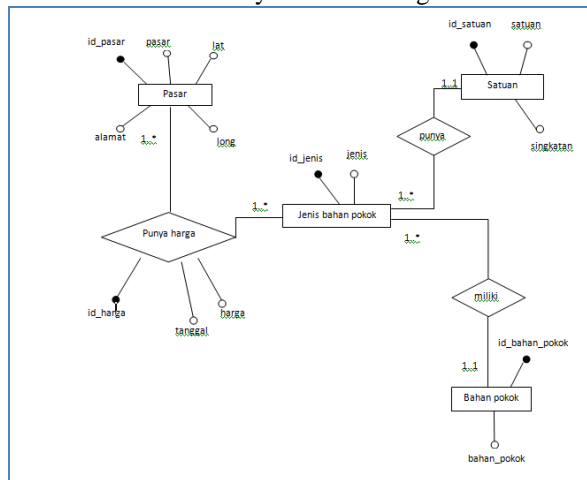 id_pasar
pasar
lat
Pasar
alamat
1..*
long
id_satuan
satuan
1..1
Satuan
punya
singkatan
id_jenis
jenis
1..*
1..*
Jenis bahan pokok
1..*
Punya harga
id_harga
tanggal
harga
miliki
id_bahan_pokok
1..1
Bahan pokok
bahan_pokok